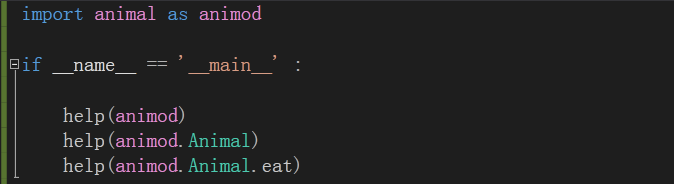 import animal as animod
if __name__ == '__main__' :
help(animod)
help(animod.Animal)
help(animod.Animal.eat)